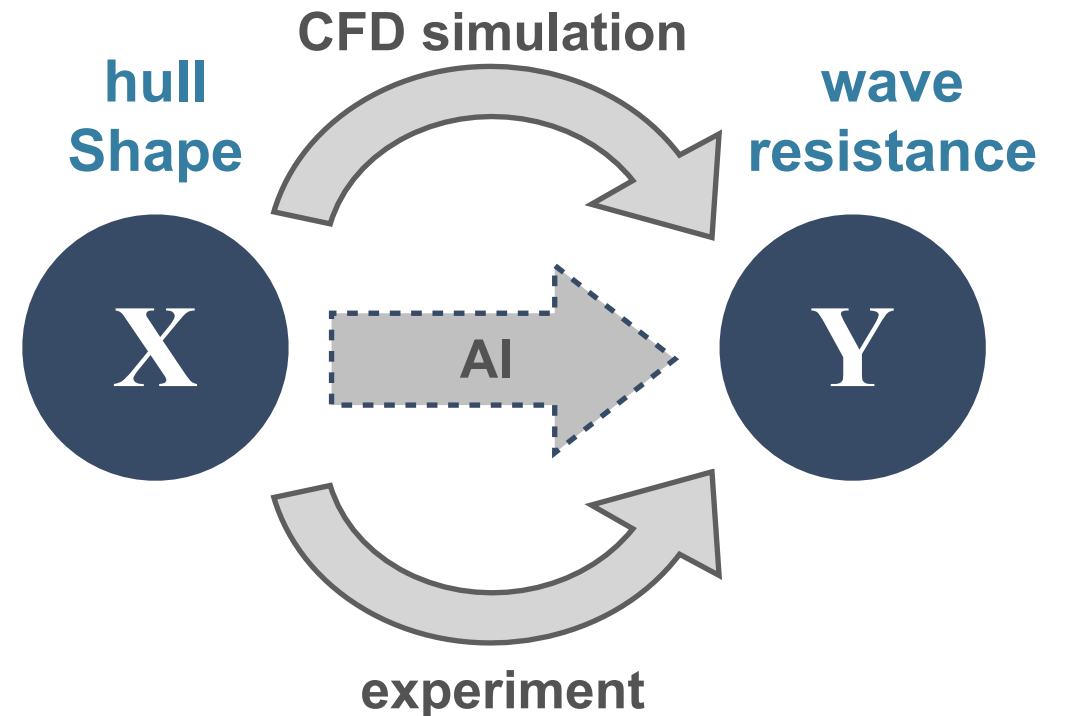 CFD simulation
hull
Shape
wave
resistance
X
AI
Y
experiment